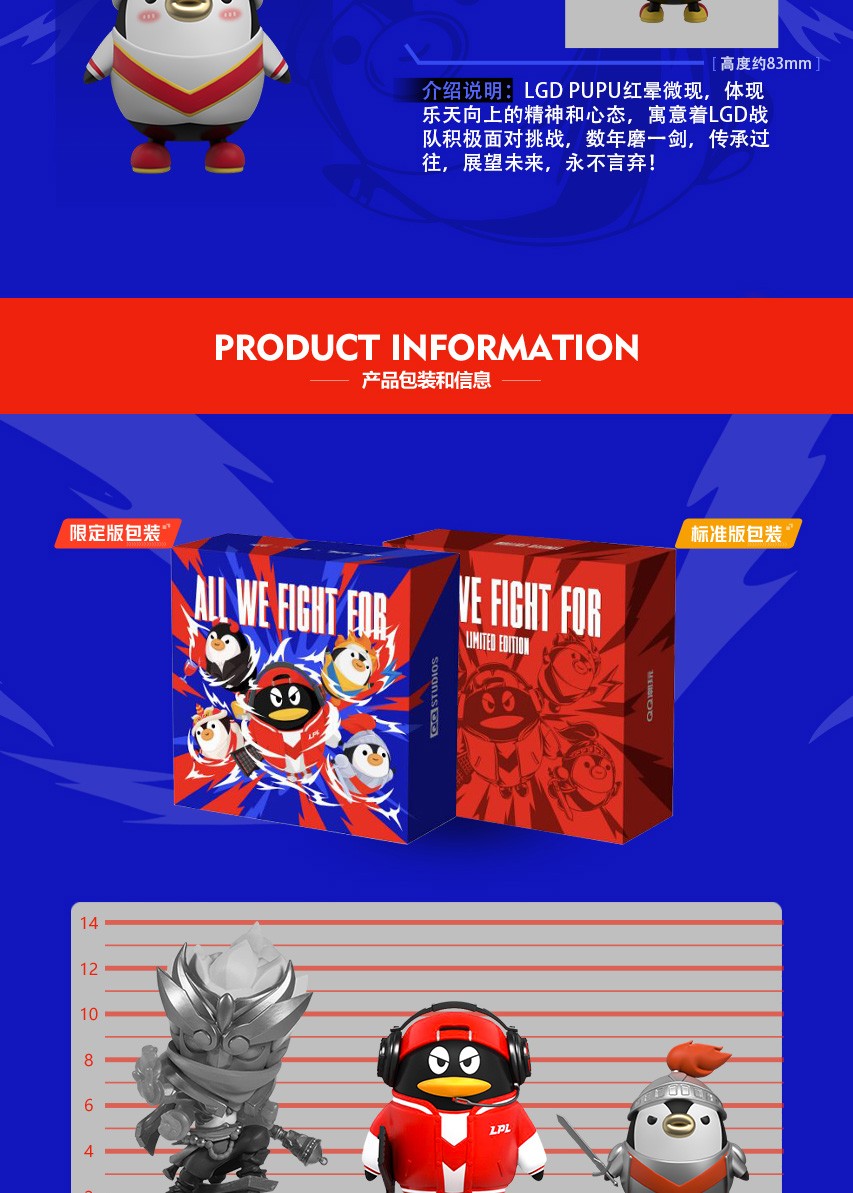 [ 高度约83mm ]
介绍说明：LGD PUPU红晕微现，体现
乐天向上的精神和心态，寓意着LGD战
队积极面对挑战，数年磨一剑，传承过
往，展望未来，永不言弃！
PRODUCT INFORMATION
产品包装和信息
限定版包装
标准版包装
ALL WE FIGHT FOR
QQ STUDIOS
LPL
WE FIGHT FOR
LIMITED EDITION
14
12
10
8
6
4
LPL